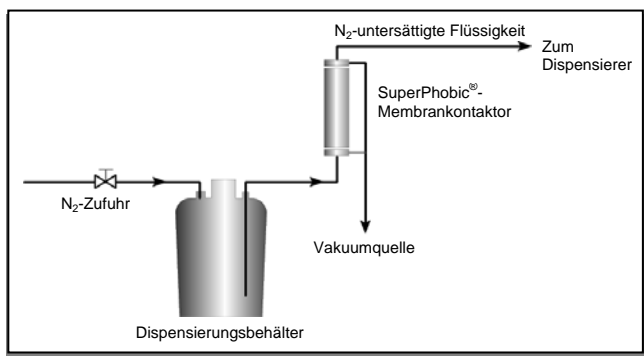 N₂-untersättigte Flüssigkeit
Zum
Dispensierer
SuperPhobic®-
Membrankontaktor
N₂-Zufuhr
Vakuumquelle
Dispensierungsbehälter